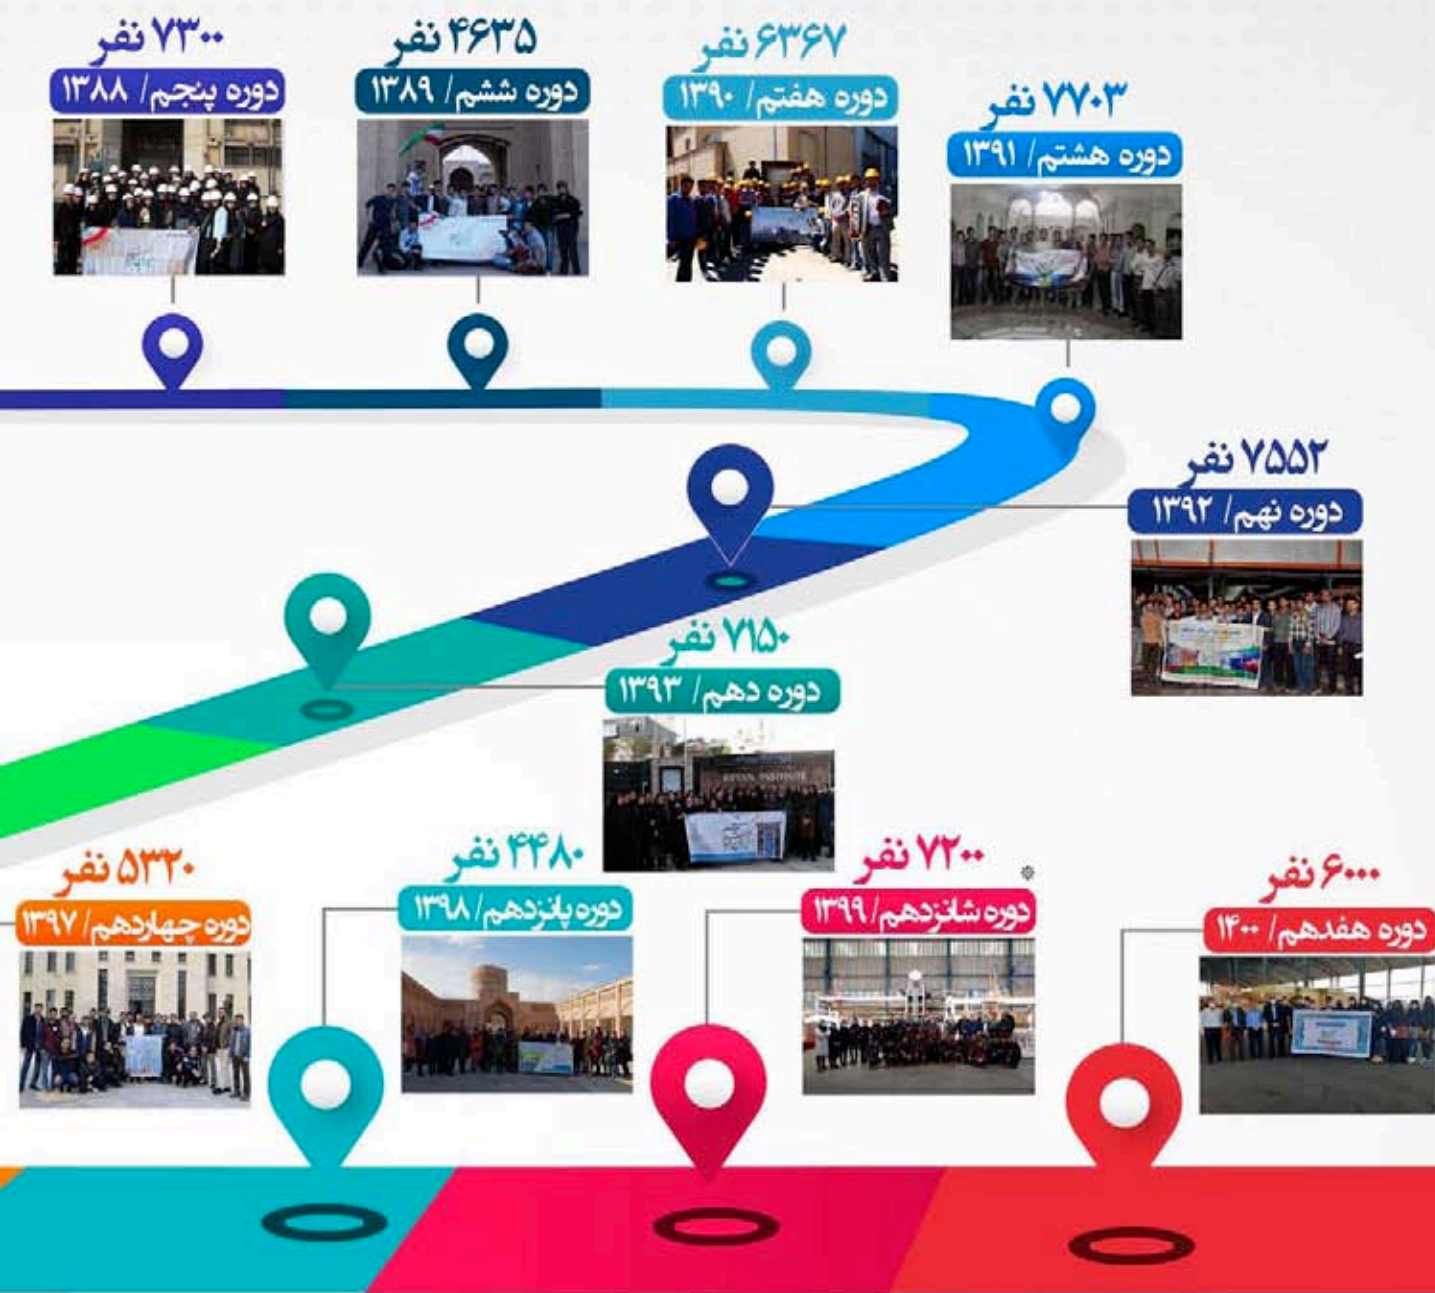 ۷۳۰۰ نفر
دوره پنجم/ ۱۳۸۸
۴۶۳۵ نفر
دوره ششم/ ۱۳۸۹
۶۳۶۷ نفر
دوره هفتم/ ۱۳۹۰
۷۷۰۳ نفر
دوره هشتم/ ۱۳۹۱
۷۵۵۲ نفر
دوره نهم/ ۱۳۹۲
۷۱۵۰ نفر
دوره دهم/ ۱۳۹۳
INSTITUTE
۵۳۲۰ نفر
دوره چهاردهم/ ۱۳۹۷
۴۴۸۰ نفر
دوره پانزدهم/ ۱۳۹۸
۷۲۰۰ نفر
دوره شانزدهم/ ۱۳۹۹
۶۰۰۰ نفر
دوره هفدهم/ ۱۴۰۰